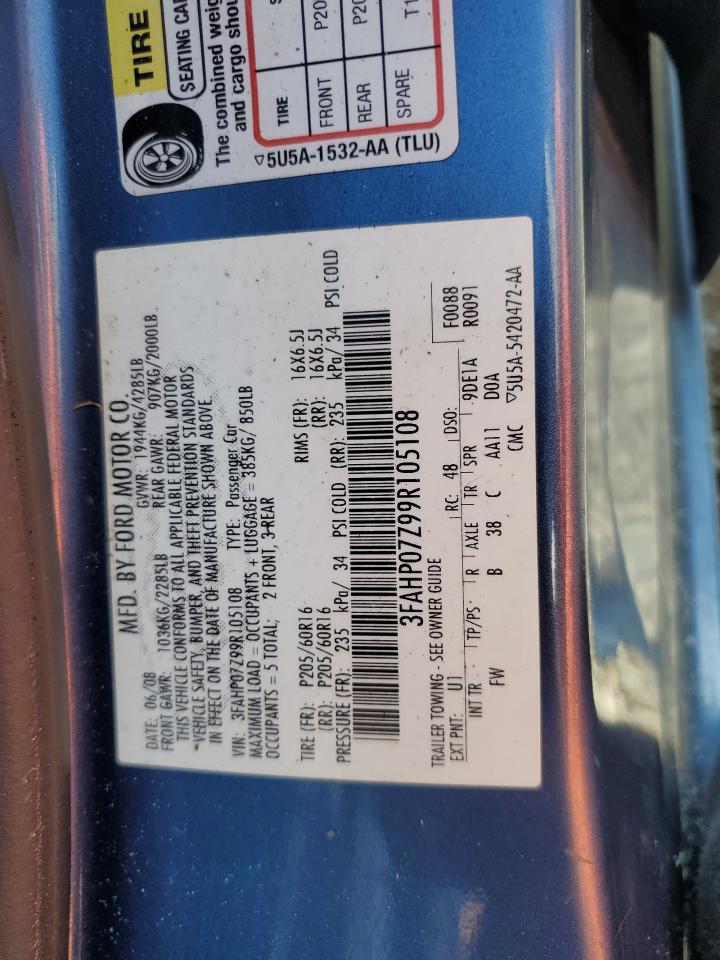 TIRE
SEATING CA
The combined weig
and cargo shou
TIRE S
FRONT P20
REAR P20
SPARE T1
▽5U5A-1532-AA (TLU)
MFD. BY FORD MOTOR CO.
DATE: 06/08 GVWR: 1944KG/4285LB
FRONT GAWR: 1036KG/2285LB REAR GAWR: 907KG/2000LB
THIS VEHICLE CONFORMS TO ALL APPLICABLE FEDERAL MOTOR
*VEHICLE SAFETY, BUMPER, AND THEFT PREVENTION STANDARDS
IN EFFECT ON THE DATE OF MANUFACTURE SHOWN ABOVE.
VIN: 3FAHP07Z99R105108 TYPE: Passenger Car
MAXIMUM LOAD = OCCUPANTS + LUGGAGE = 385KG/ 850LB
OCCUPANTS = 5 TOTAL; 2 FRONT, 3-REAR
TIRE (FR): P205/60R16 RIMS (FR): 16X6.5J
(RR): P205/60R16 (RR): 16X6.5J
PRESSURE (FR): 235 kPa/ 34 PSI COLD (RR): 235 kPa/ 34 PSI COLD
3FAHP07Z99R105108
TRAILER TOWING - SEE OWNER GUIDE F0088
EXT PNT: U1 RC: 48 DSO: R0091
INT TR TP/PS R AXLE TR SPR 9DE1A
FW B 38 C AA11 D0A
CMC ▽5U5A-5420472-AA